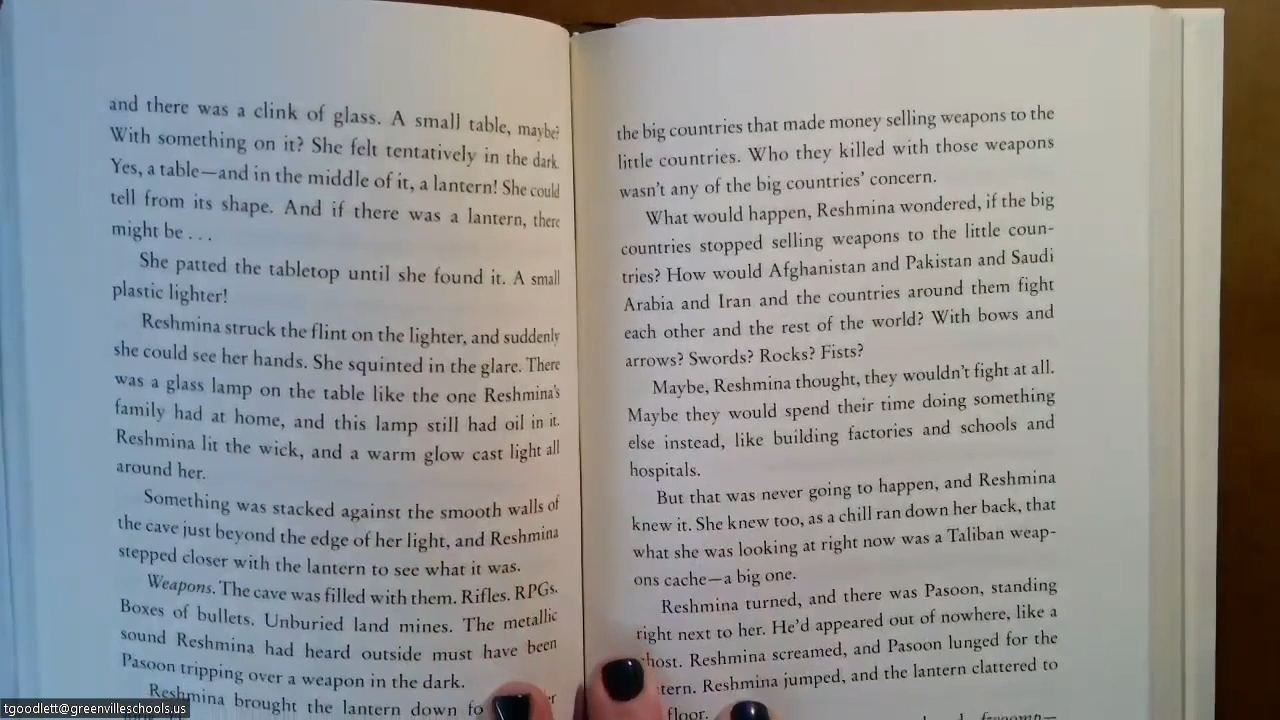 and there was a clink of glass. A small table, maybe?
With something on it? She felt tentatively in the dark.
Yes, a table—and in the middle of it, a lantern! She could
tell from its shape. And if there was a lantern, there
might be . . .
She patted the tabletop until she found it. A small
plastic lighter!
Reshmina struck the flint on the lighter, and suddenly
she could see her hands. She squinted in the glare. There
was a glass lamp on the table like the one Reshmina's
family had at home, and this lamp still had oil in it.
Reshmina lit the wick, and a warm glow cast light all
around her.
Something was stacked against the smooth walls of
the cave just beyond the edge of her light, and Reshmina
stepped closer with the lantern to see what it was.
Weapons. The cave was filled with them. Rifles. RPGs.
Boxes of bullets. Unburied land mines. The metallic
sound Reshmina had heard outside must have been
Pasoon tripping over a weapon in the dark.
Reshmina brought the lantern down
the big countries that made money selling weapons to the
little countries. Who they killed with those weapons
wasn't any of the big countries' concern.
What would happen, Reshmina wondered, if the big
countries stopped selling weapons to the little coun-
tries? How would Afghanistan and Pakistan and Saudi
Arabia and Iran and the countries around them fight
each other and the rest of the world? With bows and
arrows? Swords? Rocks? Fists?
Maybe, Reshmina thought, they wouldn't fight at all.
Maybe they would spend their time doing something
else instead, like building factories and schools and
hospitals.
But that was never going to happen, and Reshmina
knew it. She knew too, as a chill ran down her back, that
what she was looking at right now was a Taliban weap-
ons cache—a big one.
Reshmina turned, and there was Pasoon, standing
right next to her. He'd appeared out of nowhere, like a
host. Reshmina screamed, and Pasoon lunged for the
tern. Reshmina jumped, and the lantern clattered to
floor.
tgoodlett@greenvilleschools.us